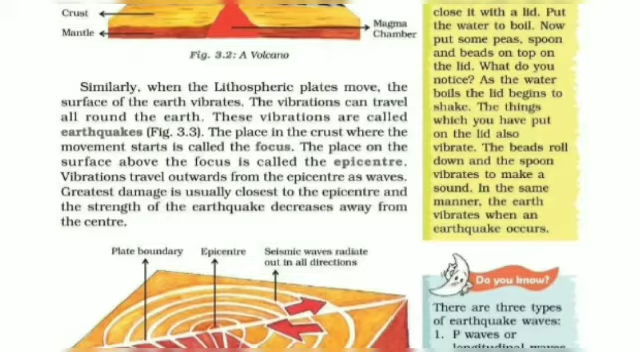 Crust
Mantle
Magma
Chamber
Fig. 3.2: A Volcano
Similarly, when the Lithospheric plates move, the
surface of the earth vibrates. The vibrations can travel
all round the earth. These vibrations are called
earthquakes (Fig. 3.3). The place in the crust where the
movement starts is called the focus. The place on the
surface above the focus is called the epicentre.
Vibrations travel outwards from the epicentre as waves.
Greatest damage is usually closest to the epicentre and
the strength of the earthquake decreases away from
the centre.
Plate boundary
Epicentre
Seismic waves radiate
out in all directions
close it with a lid. Put
the water to boil. Now
put some peas, spoon
and beads on top on
the lid. What do you
notice? As the water
boils the lid begins to
shake. The things
which you have put
on the lid also
vibrate. The beads roll
down and the spoon
vibrates to make a
sound. In the same
manner, the earth
vibrates when an
earthquake occurs.
Do you know?
There are three types
of earthquake waves:
1. P waves or
longitudinal waves